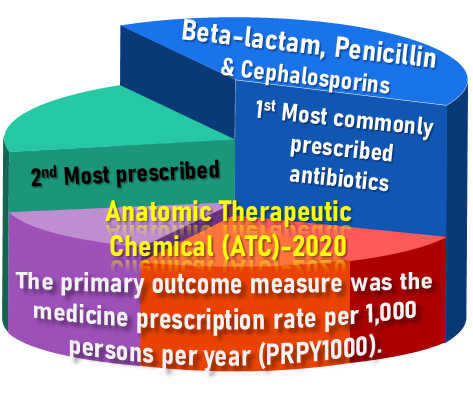 Beta-lactam, Penicillin
& Cephalosporins
1st Most commonly
prescribed
antibiotics
2nd Most prescribed
Anatomic Therapeutic
Chemical (ATC)-2020
The primary outcome measure was the
medicine prescription rate per 1,000
persons per year (PRPY1000).